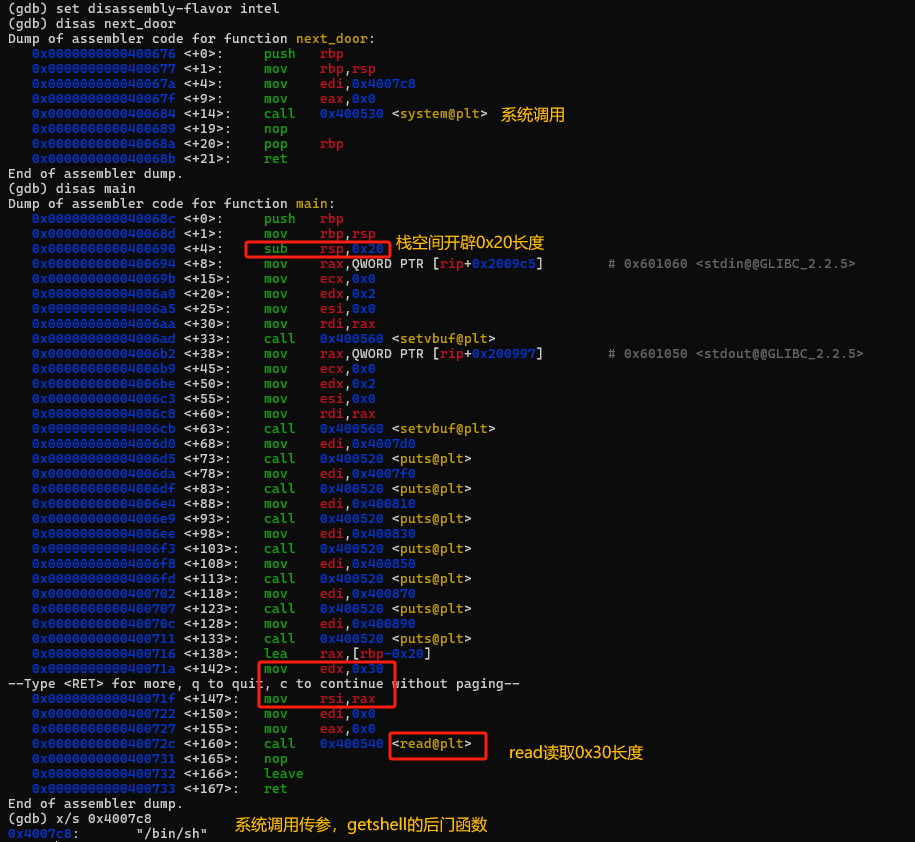 (gdb) set disassembly-flavor intel
(gdb) disas next_door
Dump of assembler code for function next_door:
   0x0000000000400676 <+0>:	push   rbp
   0x0000000000400677 <+1>:	mov    rbp,rsp
   0x000000000040067a <+4>:	mov    edi,0x4007c8
   0x000000000040067f <+9>:	mov    eax,0x0
   0x0000000000400684 <+14>:	call   0x400530 <system@plt> 系统调用
   0x0000000000400689 <+19>:	nop
   0x000000000040068a <+20>:	pop    rbp
   0x000000000040068b <+21>:	ret
End of assembler dump.
(gdb) disas main
Dump of assembler code for function main:
   0x000000000040068c <+0>:	push   rbp
   0x000000000040068d <+1>:	mov    rbp,rsp
   0x0000000000400690 <+4>:	sub    rsp,0x20 栈空间开辟0x20长度
   0x0000000000400694 <+8>:	mov    rax,QWORD PTR [rip+0x2009c5]        # 0x601060 <stdin@@GLIBC_2.2.5>
   0x000000000040069b <+15>:	mov    ecx,0x0
   0x00000000004006a0 <+20>:	mov    edx,0x2
   0x00000000004006a5 <+25>:	mov    esi,0x0
   0x00000000004006aa <+30>:	mov    rdi,rax
   0x00000000004006ad <+33>:	call   0x400560 <setvbuf@plt>
   0x00000000004006b2 <+38>:	mov    rax,QWORD PTR [rip+0x200997]        # 0x601050 <stdout@@GLIBC_2.2.5>
   0x00000000004006b9 <+45>:	mov    ecx,0x0
   0x00000000004006be <+50>:	mov    edx,0x2
   0x00000000004006c3 <+55>:	mov    esi,0x0
   0x00000000004006c8 <+60>:	mov    rdi,rax
   0x00000000004006cb <+63>:	call   0x400560 <setvbuf@plt>
   0x00000000004006d0 <+68>:	mov    edi,0x4007d0
   0x00000000004006d5 <+73>:	call   0x400520 <puts@plt>
   0x00000000004006da <+78>:	mov    edi,0x4007f0
   0x00000000004006df <+83>:	call   0x400520 <puts@plt>
   0x00000000004006e4 <+88>:	mov    edi,0x400810
   0x00000000004006e9 <+93>:	call   0x400520 <puts@plt>
   0x00000000004006ee <+98>:	mov    edi,0x400830
   0x00000000004006f3 <+103>:	call   0x400520 <puts@plt>
   0x00000000004006f8 <+108>:	mov    edi,0x400850
   0x00000000004006fd <+113>:	call   0x400520 <puts@plt>
   0x0000000000400702 <+118>:	mov    edi,0x400870
   0x0000000000400707 <+123>:	call   0x400520 <puts@plt>
   0x000000000040070c <+128>:	mov    edi,0x400890
   0x0000000000400711 <+133>:	call   0x400520 <puts@plt>
   0x0000000000400716 <+138>:	lea    rax,[rbp-0x20]
   0x000000000040071a <+142>:	mov    edx,0x30
--Type <RET> for more, q to quit, c to continue without paging--
   0x000000000040071f <+147>:	mov    rsi,rax
   0x0000000000400722 <+150>:	mov    edi,0x0
   0x0000000000400727 <+155>:	mov    eax,0x0
   0x000000000040072c <+160>:	call   0x400540 <read@plt> read读取0x30长度
   0x0000000000400731 <+165>:	nop
   0x0000000000400732 <+166>:	leave
   0x0000000000400733 <+167>:	ret
End of assembler dump.
(gdb) x/s 0x4007c8 系统调用传参，getshell的后门函数
0x4007c8:	"/bin/sh"